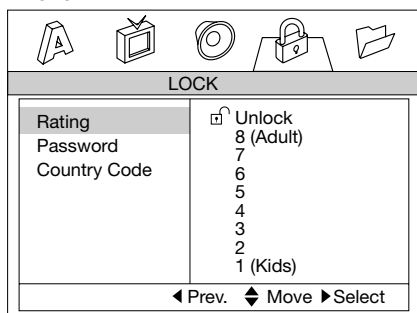 A
LOCK
Rating
Password
Country Code
Unlock
8 (Adult)
7
6
5
4
3
2
1 (Kids)
◀ Prev. ◆ Move ▶ Select